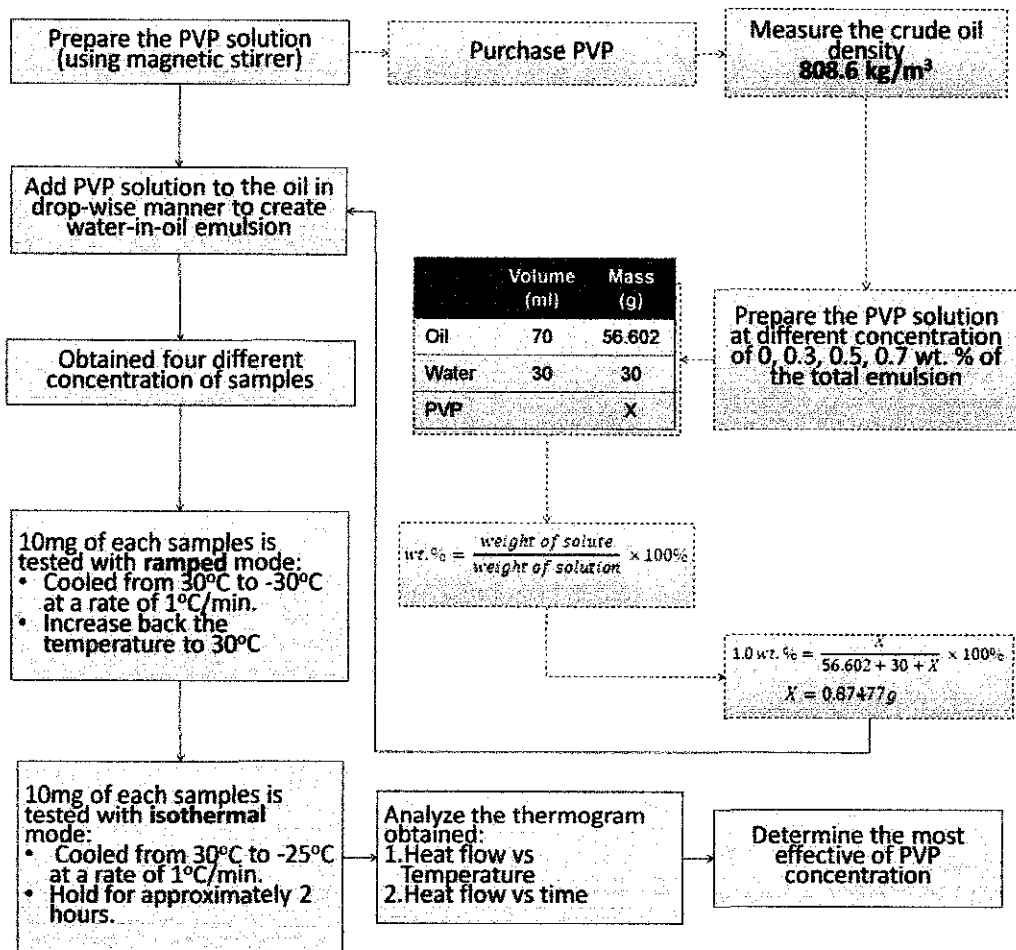 Prepare the PVP solution
(using magnetic stirrer)
Purchase PVP
Measure the crude oil
density
808.6 kg/m³
Add PVP solution to the oil in
drop-wise manner to create
water-in-oil emulsion
Volume Mass
(ml) (g)
Oil 70 56.602
Water 30 30
PVP X
Prepare the PVP solution
at different concentration
of 0, 0.3, 0.5, 0.7 wt. % of
the total emulsion
Obtained four different
concentration of samples
wt.% = weight of solute / weight of solution × 100%
10mg of each samples is
tested with ramped mode:
• Cooled from 30°C to -30°C
at a rate of 1°C/min.
• Increase back the
temperature to 30°C
1.0 wt.% = X / 56.602 + 30 + X × 100%
X = 0.87477g
10mg of each samples is
tested with isothermal
mode:
• Cooled from 30°C to -25°C
at a rate of 1°C/min.
• Hold for approximately 2
hours.
Analyze the thermogram
obtained:
1.Heat flow vs
Temperature
2.Heat flow vs time
Determine the most
effective of PVP
concentration